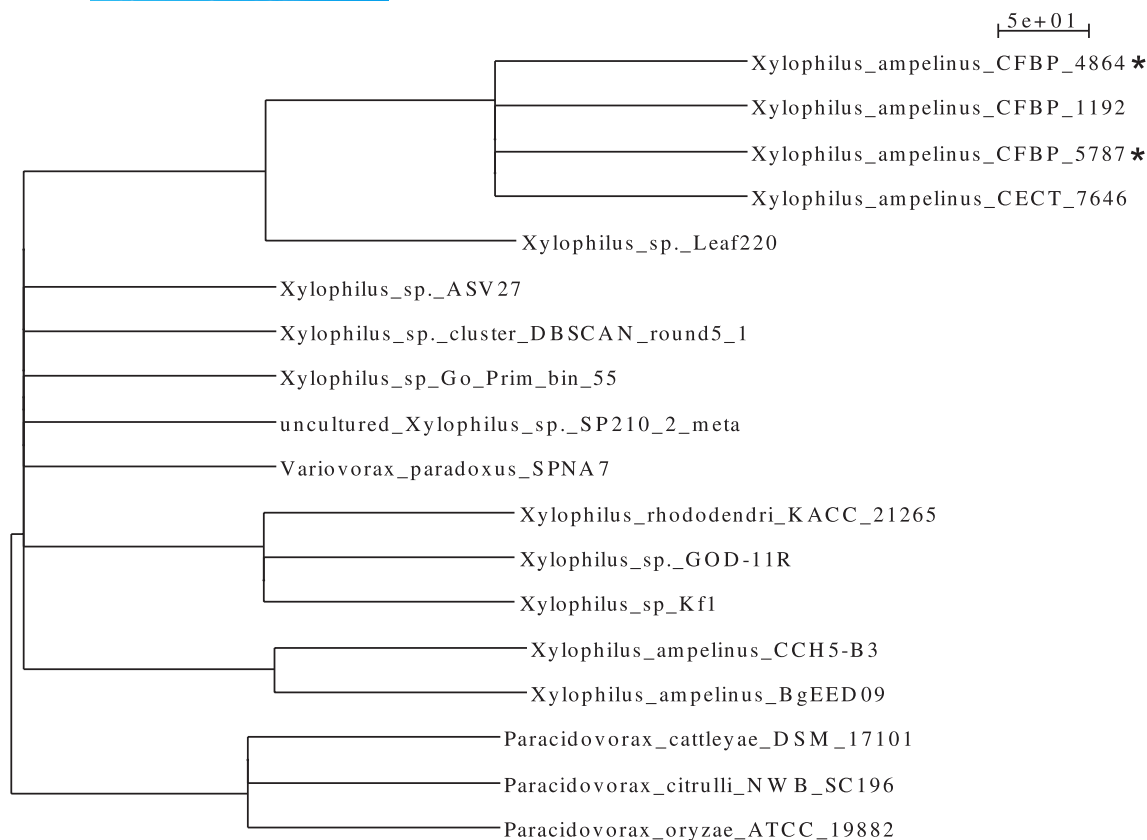 5e+01
Xylophilus_ampelinus_CFBP_4864*
Xylophilus_ampelinus_CFBP_1192
Xylophilus_ampelinus_CFBP_5787*
Xylophilus_ampelinus_CECT_7646
Xylophilus_sp._Leaf220
Xylophilus_sp._ASV27
Xylophilus_sp._cluster_DBSCAN_round5_1
Xylophilus_sp_Go_Prim_bin_55
uncultured_Xylophilus_sp._SP210_2_meta
Variovorax_paradoxus_SPNA7
Xylophilus_rhododendri_KACC_21265
Xylophilus_sp._GOD-11R
Xylophilus_sp_Kf1
Xylophilus_ampelinus_CCH5-B3
Xylophilus_ampelinus_BgEED09
Paracidovorax_cattleyae_DSM_17101
Paracidovorax_citrulli_NWB_SC196
Paracidovorax_oryzae_ATCC_19882